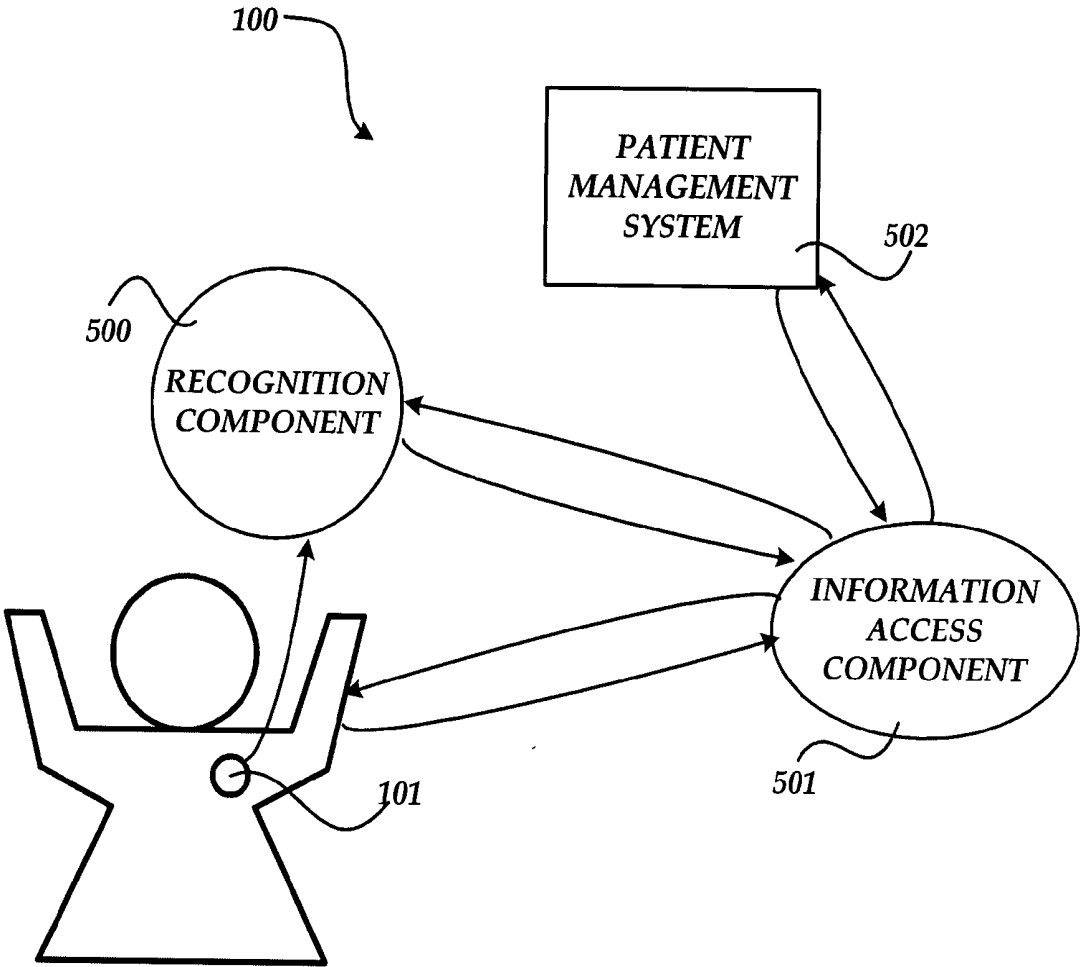 100
PATIENT
MANAGEMENT
SYSTEM
502
500
RECOGNITION
COMPONENT
INFORMATION
ACCESS
COMPONENT
501
101